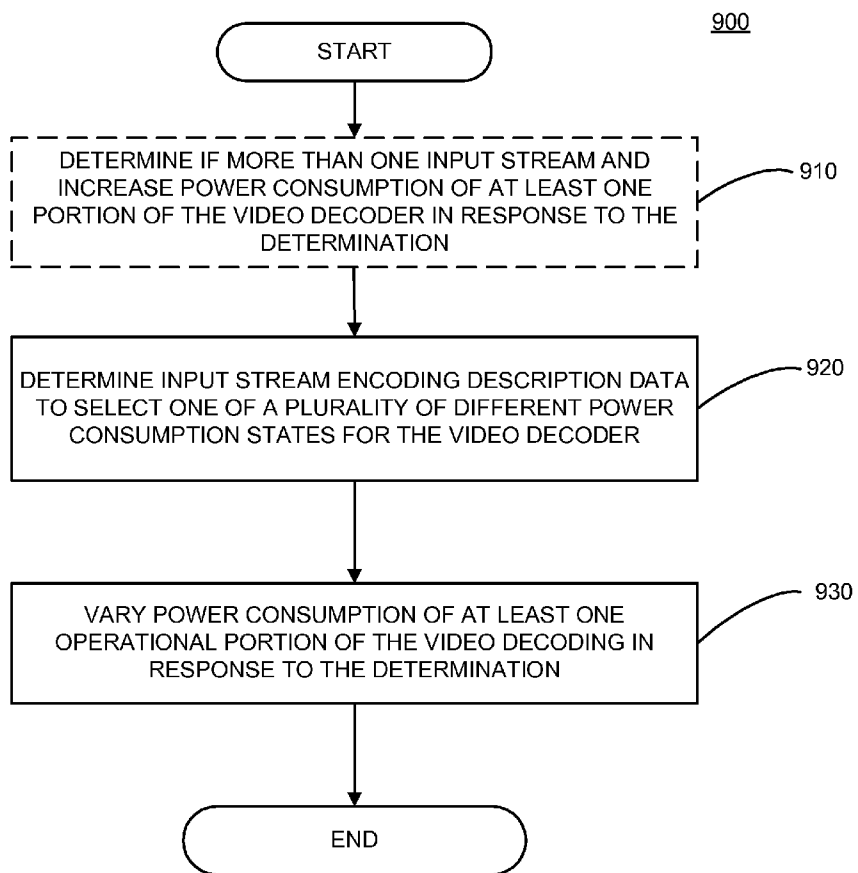 900
START
DETERMINE IF MORE THAN ONE INPUT STREAM AND
INCREASE POWER CONSUMPTION OF AT LEAST ONE
PORTION OF THE VIDEO DECODER IN RESPONSE TO THE
DETERMINATION
910
DETERMINE INPUT STREAM ENCODING DESCRIPTION DATA
TO SELECT ONE OF A PLURALITY OF DIFFERENT POWER
CONSUMPTION STATES FOR THE VIDEO DECODER
920
VARY POWER CONSUMPTION OF AT LEAST ONE
OPERATIONAL PORTION OF THE VIDEO DECODING IN
RESPONSE TO THE DETERMINATION
930
END